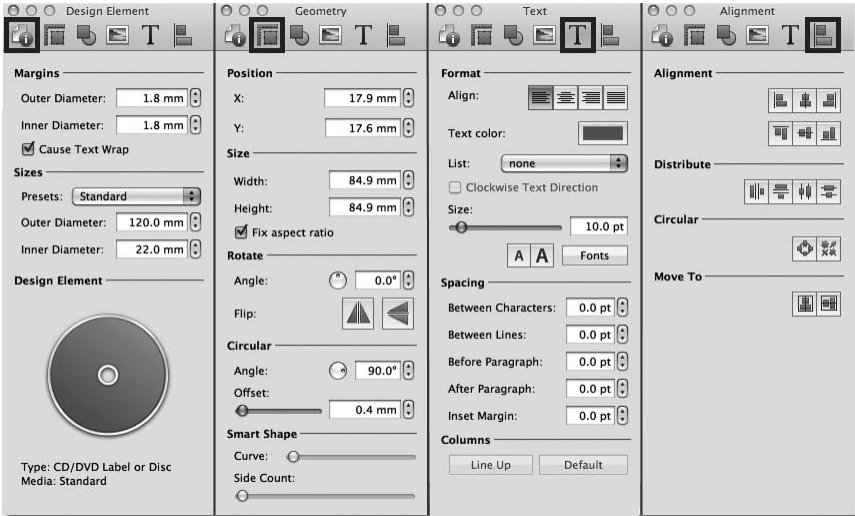 Design Element
Margins
Outer Diameter: 1.8 mm
Inner Diameter: 1.8 mm
Cause Text Wrap
Sizes
Presets: Standard
Outer Diameter: 120.0 mm
Inner Diameter: 22.0 mm
Design Element
Type: CD/DVD Label or Disc
Media: Standard
Geometry
Position
X: 17.9 mm
Y: 17.6 mm
Size
Width: 84.9 mm
Height: 84.9 mm
Fix aspect ratio
Rotate
Angle: 0.0°
Flip:
Circular
Angle: 90.0°
Offset:
0.4 mm
Smart Shape
Curve:
Side Count:
Text
Format
Align:
Text color:
List: none
Clockwise Text Direction
Size:
10.0 pt
A A Fonts
Spacing
Between Characters: 0.0 pt
Between Lines: 0.0 pt
Before Paragraph: 0.0 pt
After Paragraph: 0.0 pt
Inset Margin: 0.0 pt
Columns
Line Up Default
Alignment
Alignment
Distribute
Circular
Move To